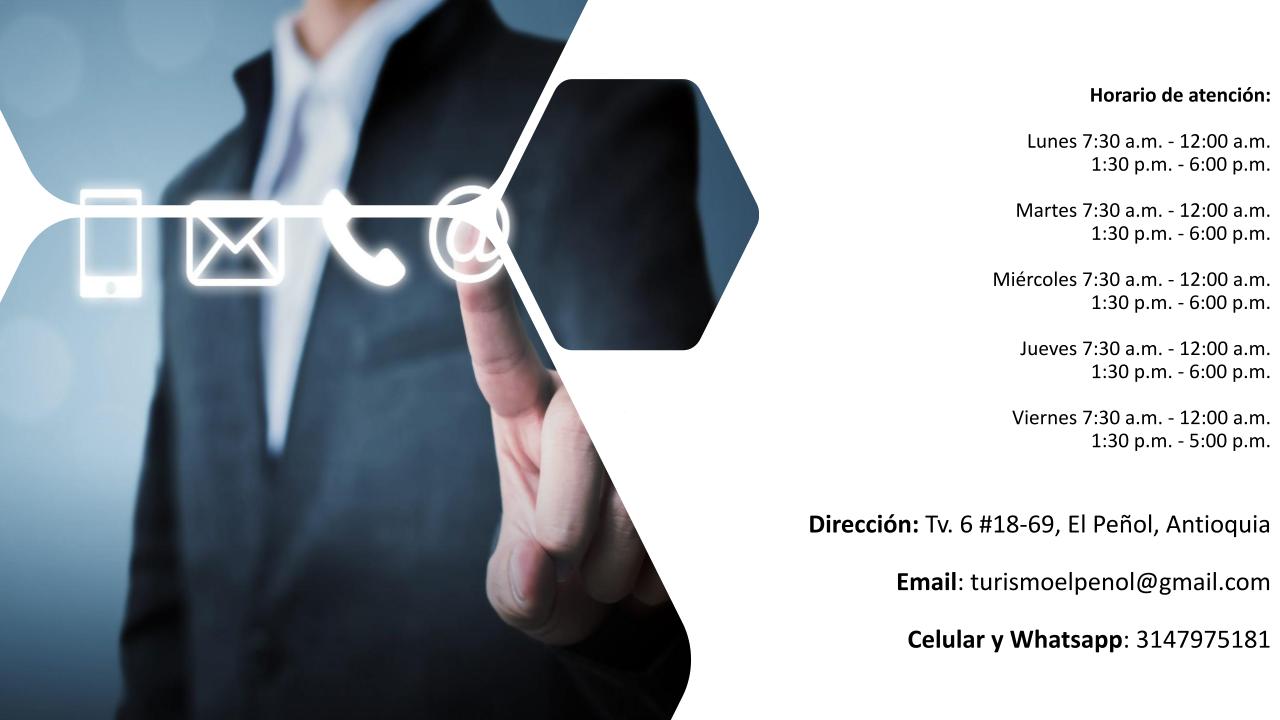 Horario de atención:
Lunes 7:30 a.m. - 12:00 a.m.
1:30 p.m. - 6:00 p.m.
Martes 7:30 a.m. - 12:00 a.m.
1:30 p.m. - 6:00 p.m.
Miércoles 7:30 a.m. - 12:00 a.m.
1:30 p.m. - 6:00 p.m.
Jueves 7:30 a.m. - 12:00 a.m.
1:30 p.m. - 6:00 p.m.
Viernes 7:30 a.m. - 12:00 a.m.
1:30 p.m. - 5:00 p.m.
Dirección: Tv. 6 #18-69, El Peñol, Antioquia
Email: turismoelpenol@gmail.com
Celular y Whatsapp: 3147975181